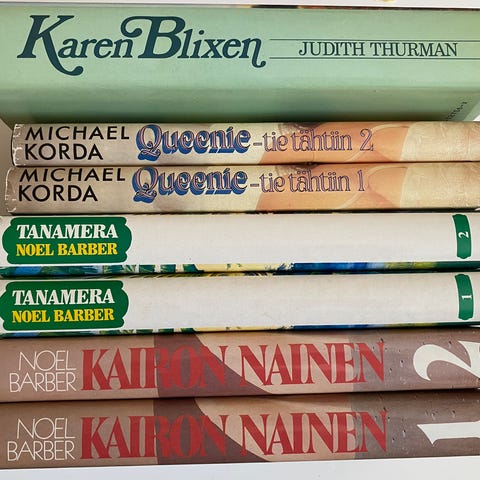 Karen Blixen JUDITH THURMAN
MICHAEL
KORDA
Queenie-tie tähtiin 2
MICHAEL
KORDA
Queenie-tie tähtiin 1
TANAMERA
NOEL BARBER
2
TANAMERA
NOEL BARBER
1
NOEL
BARBER
KAIRON NAINEN 2
NOEL
BARBER
KAIRON NAINEN 1